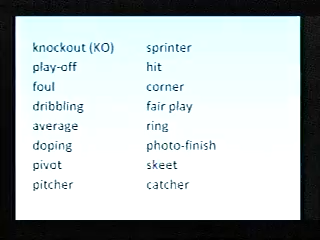 knockout (KO) sprinter
play-off hit
foul corner
dribbling fair play
average ring
doping photo-finish
pivot skeet
pitcher catcher